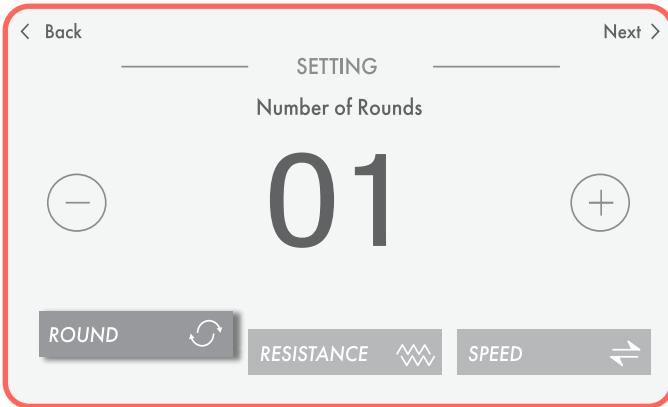 Back
Next
SETTING
Number of Rounds
01
ROUND
RESISTANCE
SPEED